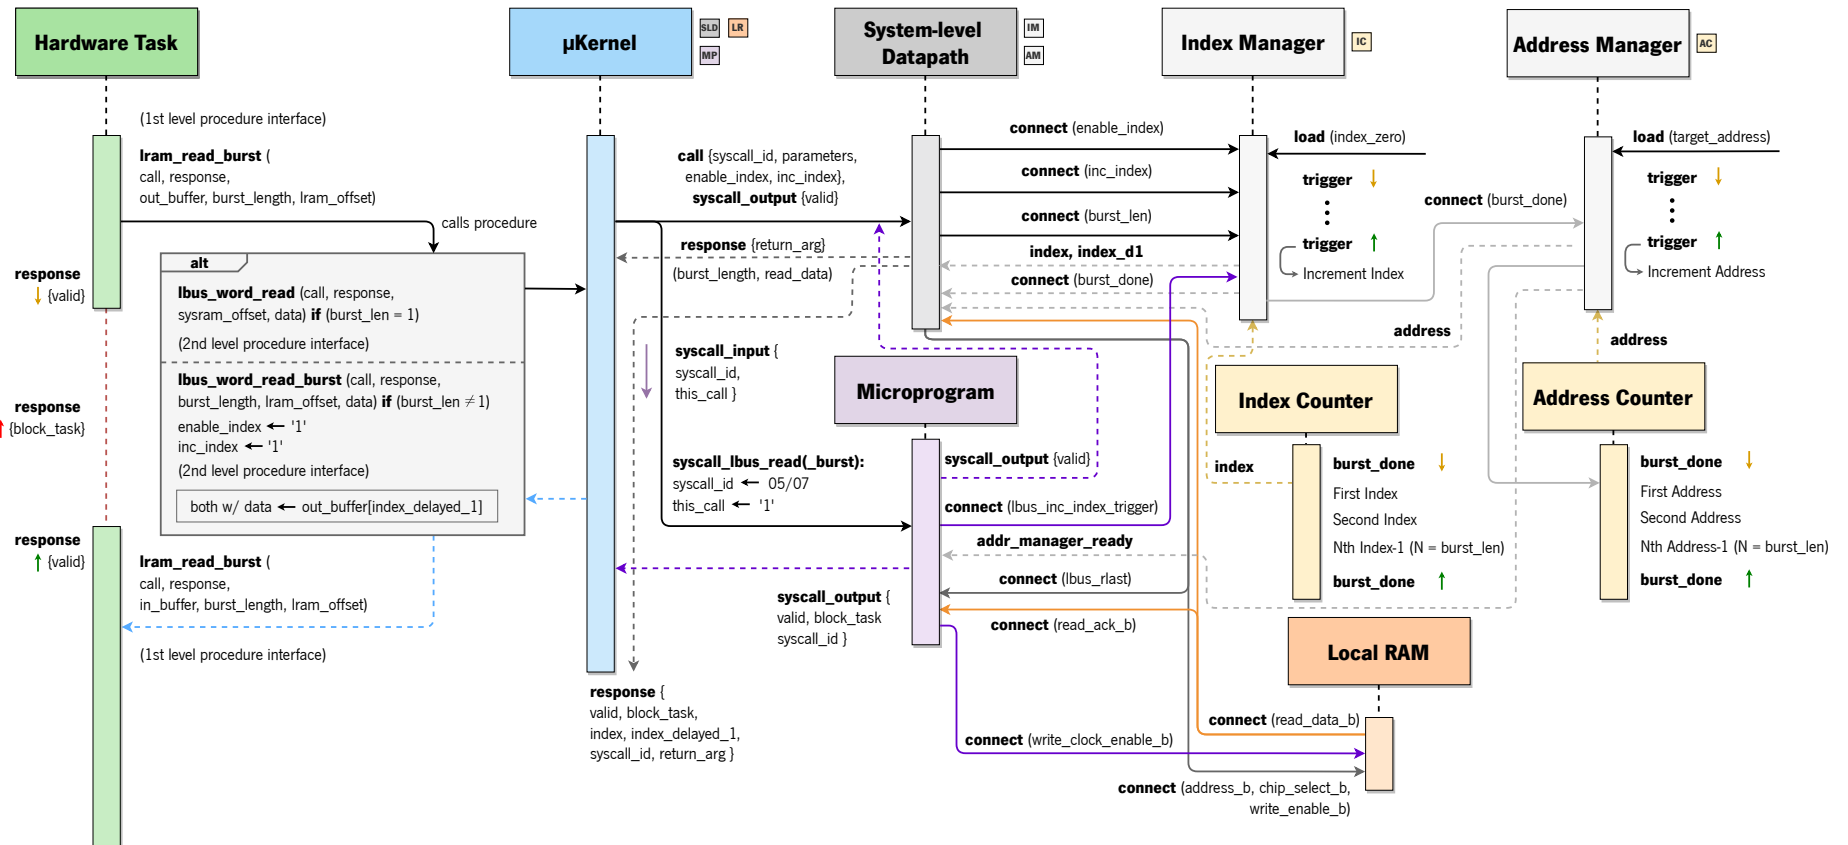 Hardware Task
µKernel
SLD
LR
MP
System-level
Datapath
IM
AM
Index Manager
IC
Address Manager
AC
(1st level procedure interface)
lram_read_burst (
call, response,
out_buffer, burst_length, lram_offset)
calls procedure
response
{valid}
alt
lbus_word_read (call, response,
sysram_offset, data) if (burst_len = 1)
(2nd level procedure interface)
lbus_word_read_burst (call, response,
burst_length, lram_offset, data) if (burst_len ≠ 1)
enable_index ← '1'
inc_index ← '1'
(2nd level procedure interface)
both w/ data ← out_buffer[index_delayed_1]
response
{block_task}
response
{valid}
lram_read_burst (
call, response,
in_buffer, burst_length, lram_offset)
(1st level procedure interface)
call {syscall_id, parameters,
enable_index, inc_index},
syscall_output {valid}
response {return_arg}
(burst_length, read_data)
syscall_input {
syscall_id,
this_call }
syscall_lbus_read(_burst):
syscall_id ← 05/07
this_call ← '1'
syscall_output {
valid, block_task
syscall_id }
response {
valid, block_task,
index, index_delayed_1,
syscall_id, return_arg }
connect (enable_index)
connect (inc_index)
connect (burst_len)
index, index_d1
connect (burst_done)
Microprogram
syscall_output {valid}
connect (lbus_inc_index_trigger)
addr_manager_ready
connect (lbus_rlast)
connect (read_ack_b)
connect (write_clock_enable_b)
load (index_zero)
trigger
trigger
Increment Index
connect (burst_done)
address
load (target_address)
trigger
trigger
Increment Address
address
Index Counter
index
burst_done
First Index
Second Index
Nth Index-1 (N = burst_len)
burst_done
Address Counter
burst_done
First Address
Second Address
Nth Address-1 (N = burst_len)
burst_done
Local RAM
connect (read_data_b)
connect (address_b, chip_select_b,
write_enable_b)